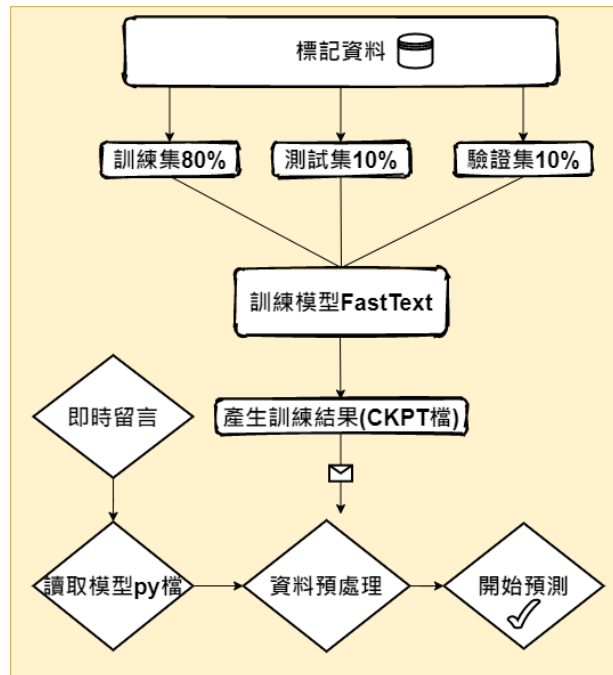 標記資料
訓練集80%
測試集10%
驗證集10%
訓練模型FastText
即時留言
產生訓練結果(CKPT檔)
讀取模型py檔
資料預處理
開始預測